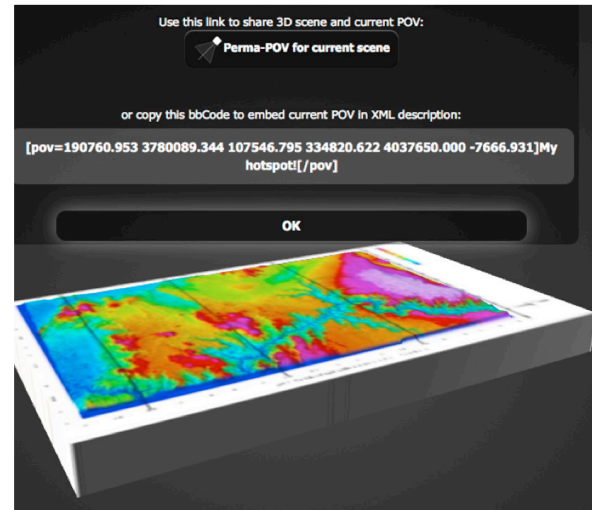 Use this link to share 3D scene and current POV:
Perma-POV for current scene
or copy this bbCode to embed current POV in XML description:
[pov=190760.953 3780089.344 107546.795 334820.622 4037650.000 -7666.931]My
hotspot![/pov]
OK